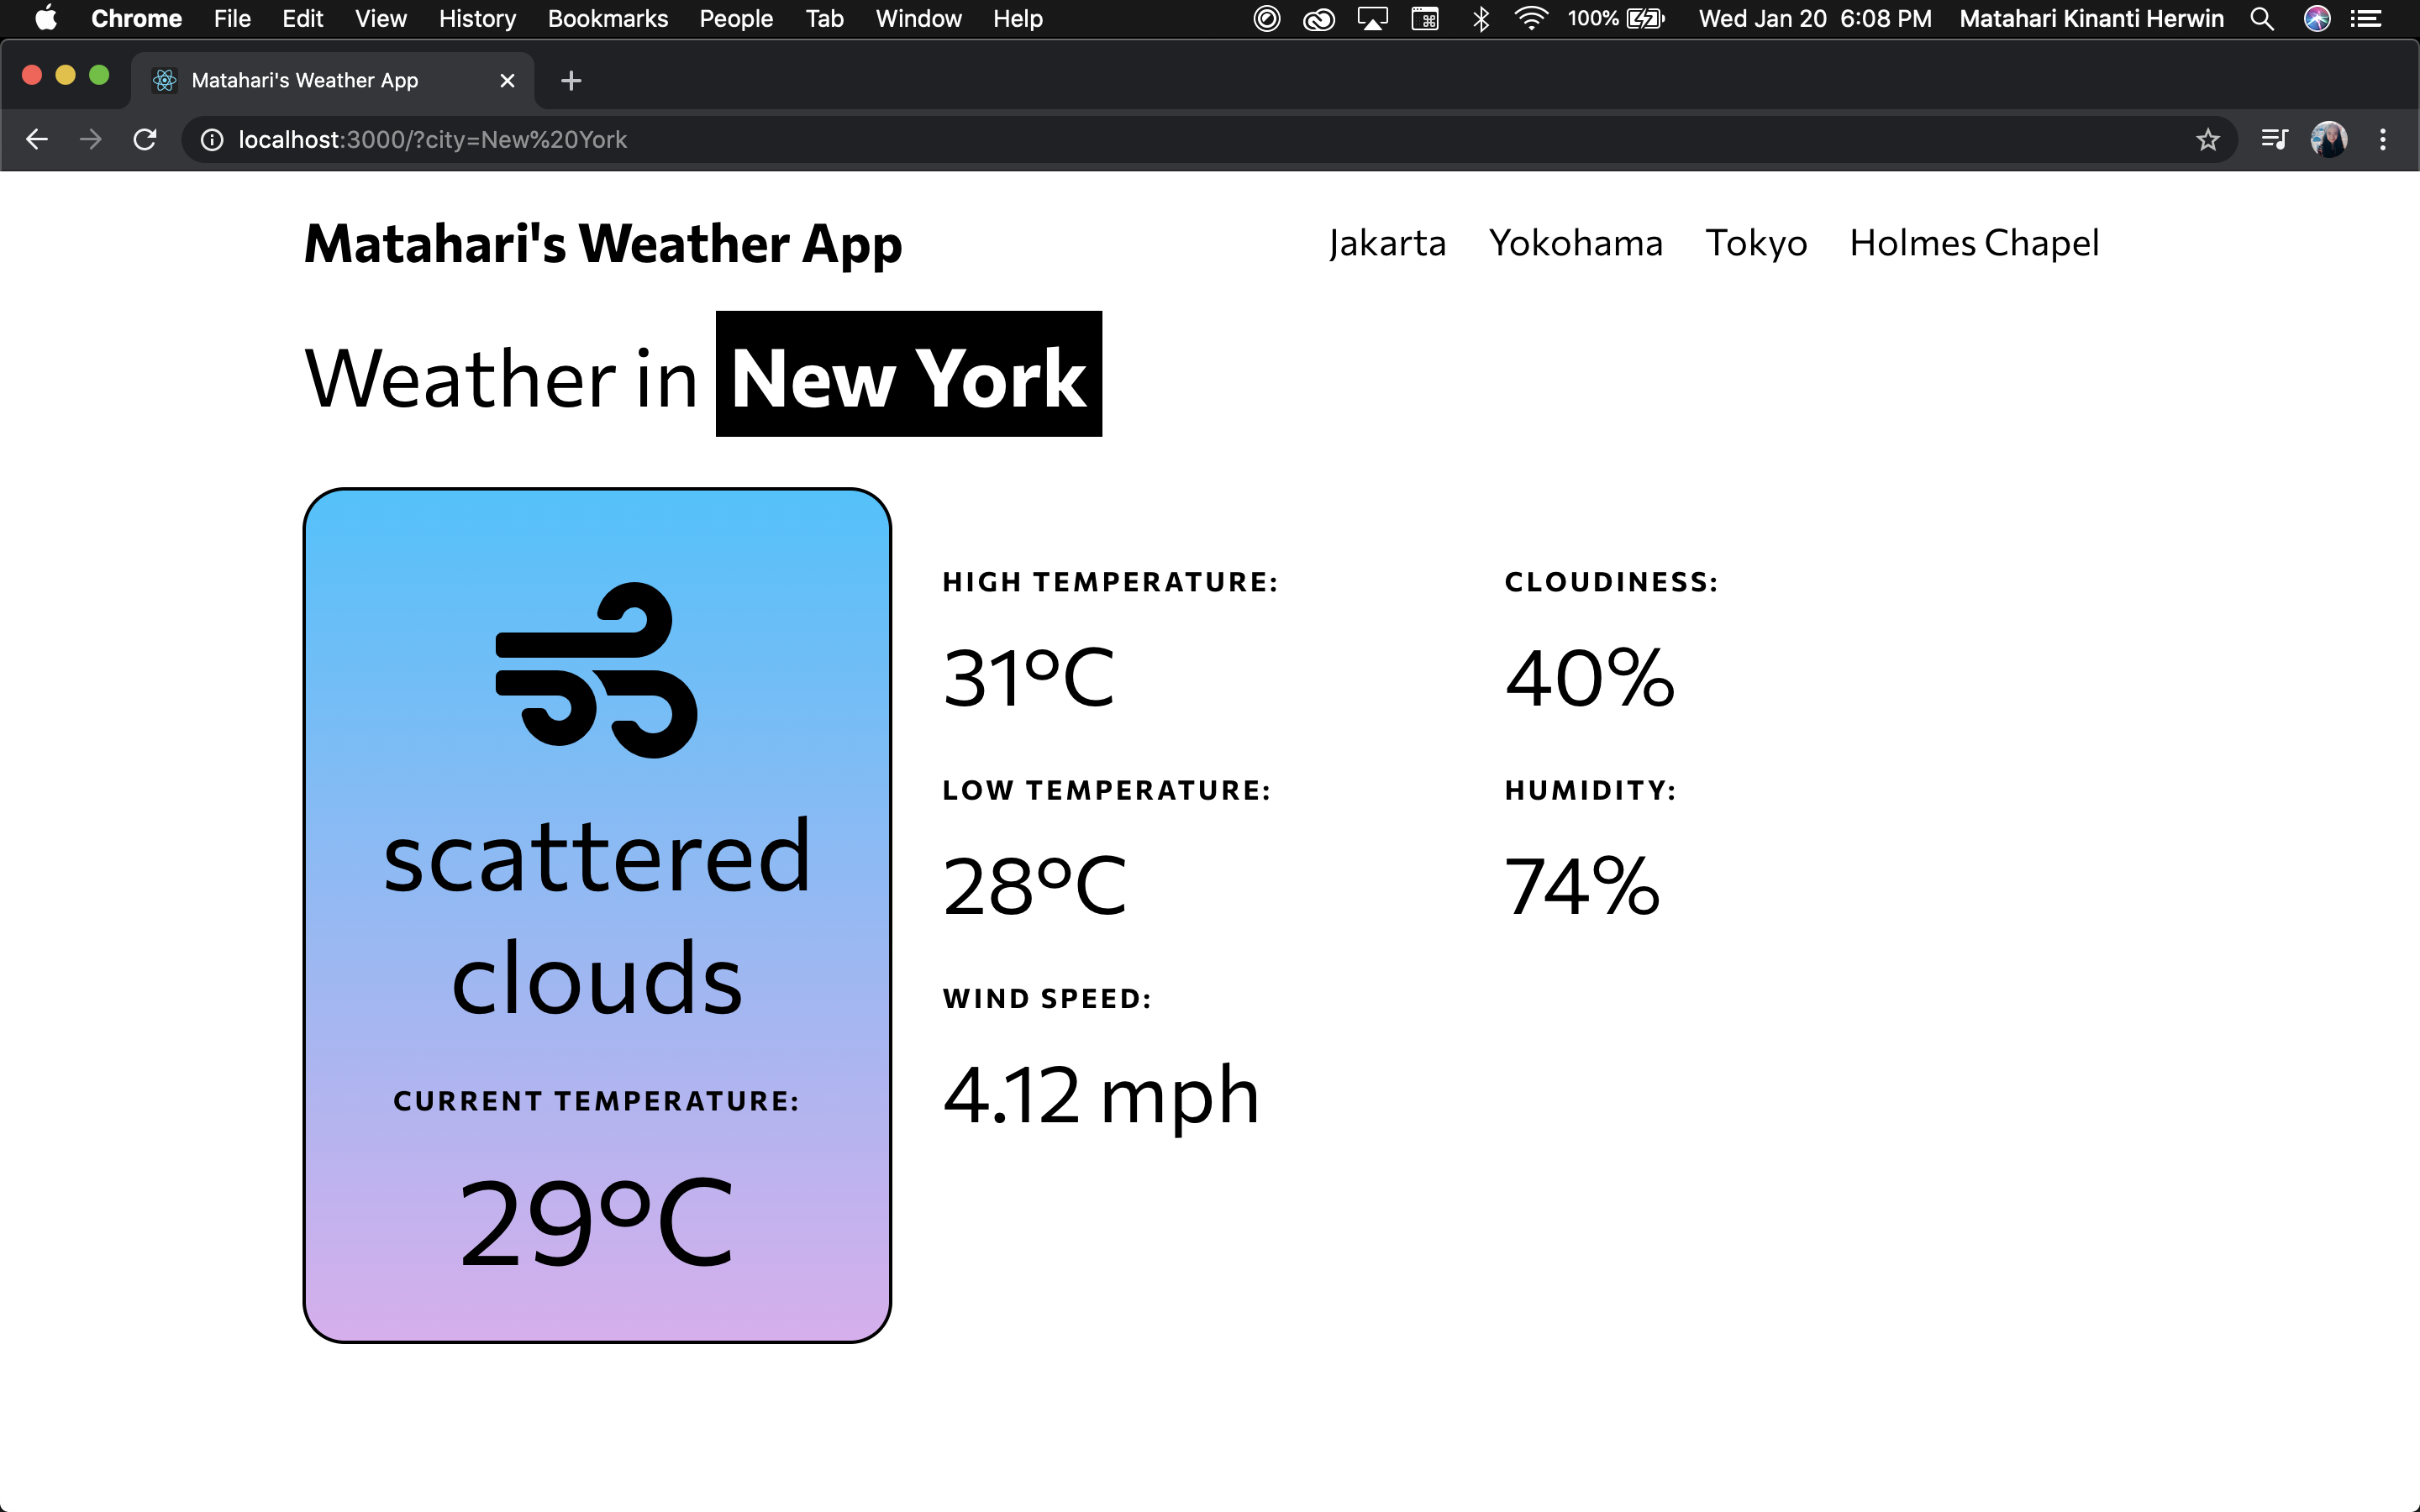 Chrome File Edit View History Bookmarks People Tab Window Help 100% Wed Jan 20 6:08 PM Matahari Kinanti Herwin
Matahari's Weather App
localhost:3000/?city=New%20York
Matahari's Weather App Jakarta Yokohama Tokyo Holmes Chapel
Weather in New York
scattered
clouds
CURRENT TEMPERATURE:
29°C
HIGH TEMPERATURE:
31°C
LOW TEMPERATURE:
28°C
WIND SPEED:
4.12 mph
CLOUDINESS:
40%
HUMIDITY:
74%